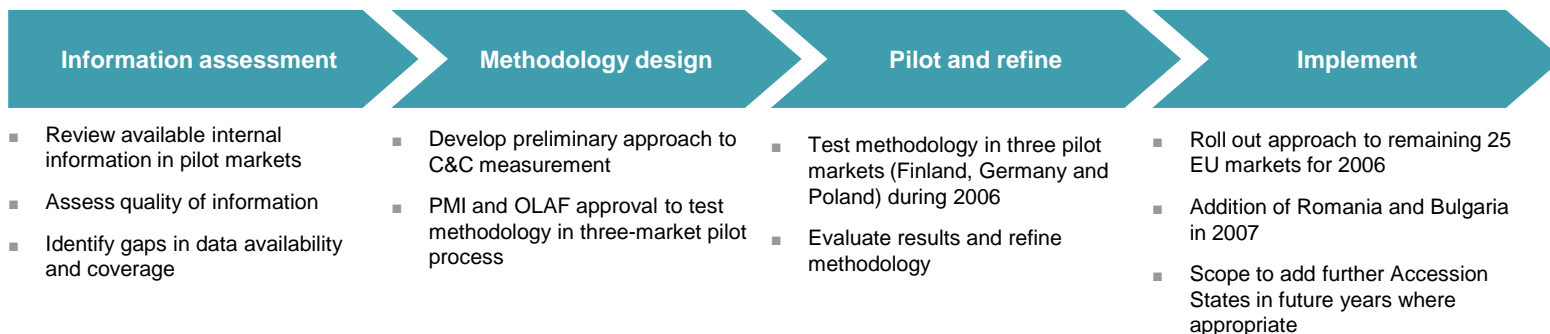 Information assessment
Methodology design
Pilot and refine
Implement
■ Review available internal
information in pilot markets
■ Assess quality of information
■ Identify gaps in data availability
and coverage
■ Develop preliminary approach to
C&C measurement
■ PMI and OLAF approval to test
methodology in three-market pilot
process
■ Test methodology in three pilot
markets (Finland, Germany and
Poland) during 2006
■ Evaluate results and refine
methodology
■ Roll out approach to remaining 25
EU markets for 2006
■ Addition of Romania and Bulgaria
in 2007
■ Scope to add further Accession
States in future years where
appropriate